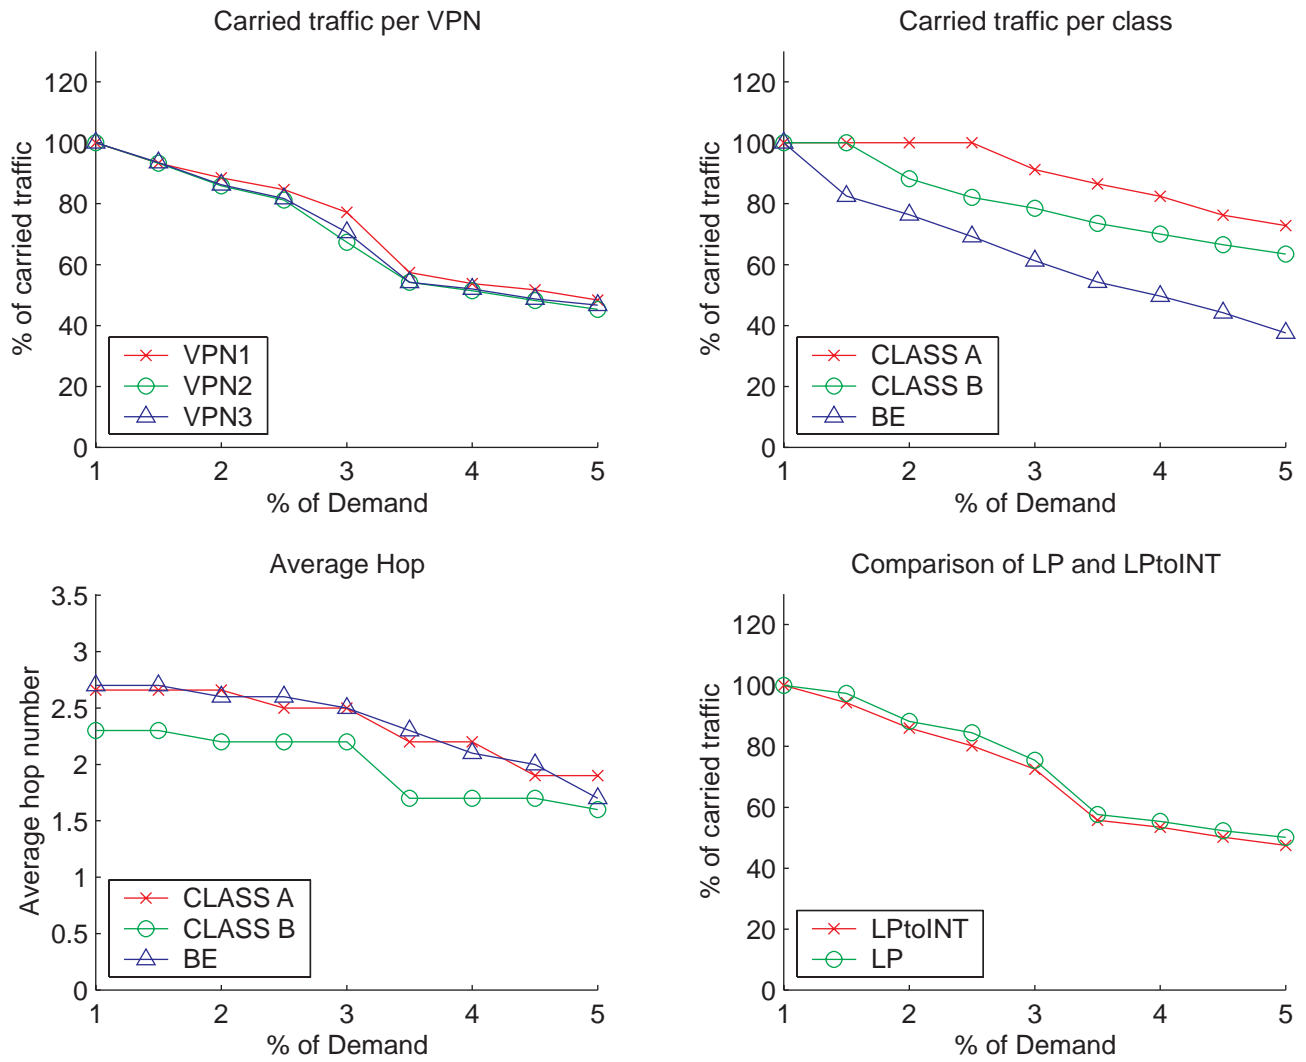 Carried traffic per VPN
% of carried traffic
120
100
80
60
40
20
0
VPN1
VPN2
VPN3
1 2 3 4 5
% of Demand
Carried traffic per class
% of carried traffic
120
100
80
60
40
20
0
CLASS A
CLASS B
BE
1 2 3 4 5
% of Demand
Average Hop
Average hop number
3.5
3
2.5
2
1.5
1
0.5
0
CLASS A
CLASS B
BE
1 2 3 4 5
% of Demand
Comparison of LP and LPtoINT
% of carried traffic
120
100
80
60
40
20
0
LPtoINT
LP
1 2 3 4 5
% of Demand